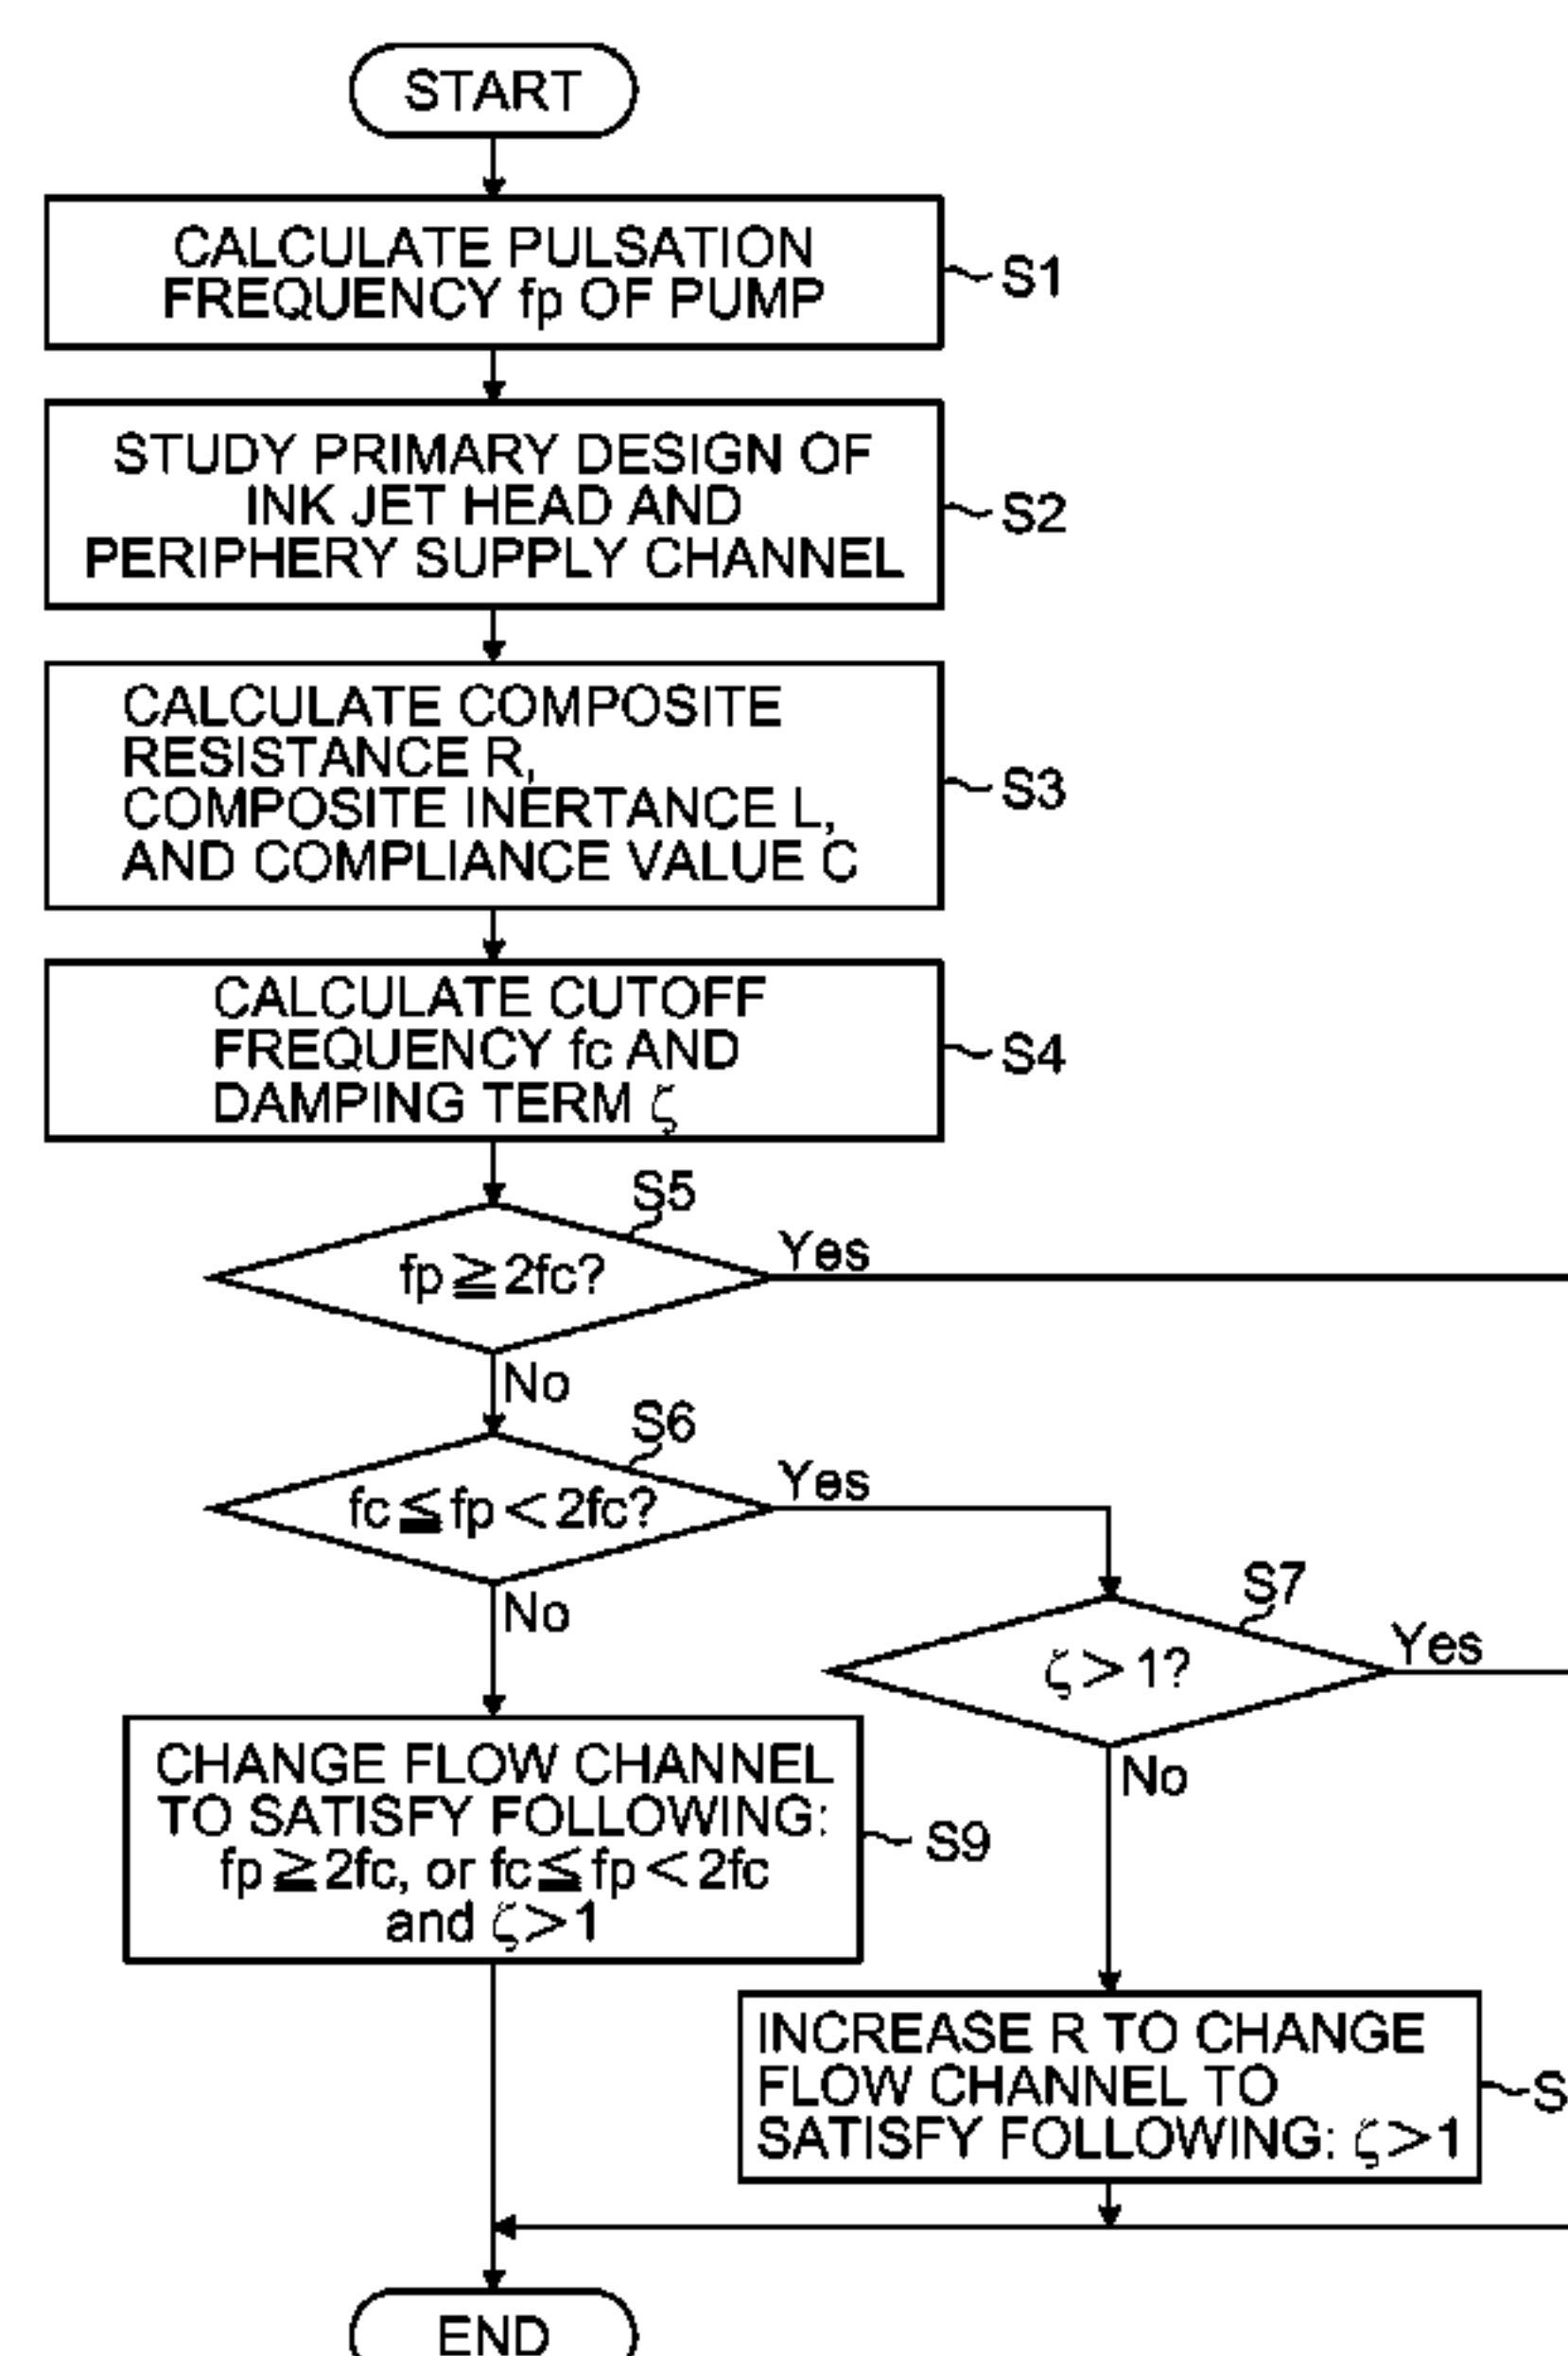 START
CALCULATE PULSATION
FREQUENCY fp OF PUMP
S1
STUDY PRIMARY DESIGN OF
INK JET HEAD AND
PERIPHERY SUPPLY CHANNEL
S2
CALCULATE COMPOSITE
RESISTANCE R,
COMPOSITE INERTANCE L,
AND COMPLIANCE VALUE C
S3
CALCULATE CUTOFF
FREQUENCY fc AND
DAMPING TERM ζ
S4
S5
fp≧2fc?
Yes
No
S6
fc≦fp<2fc?
Yes
No
S7
ζ>1?
Yes
No
CHANGE FLOW CHANNEL
TO SATISFY FOLLOWING:
fp≧2fc, or fc≦fp<2fc
and ζ>1
S9
INCREASE R TO CHANGE
FLOW CHANNEL TO
SATISFY FOLLOWING: ζ>1
S
END